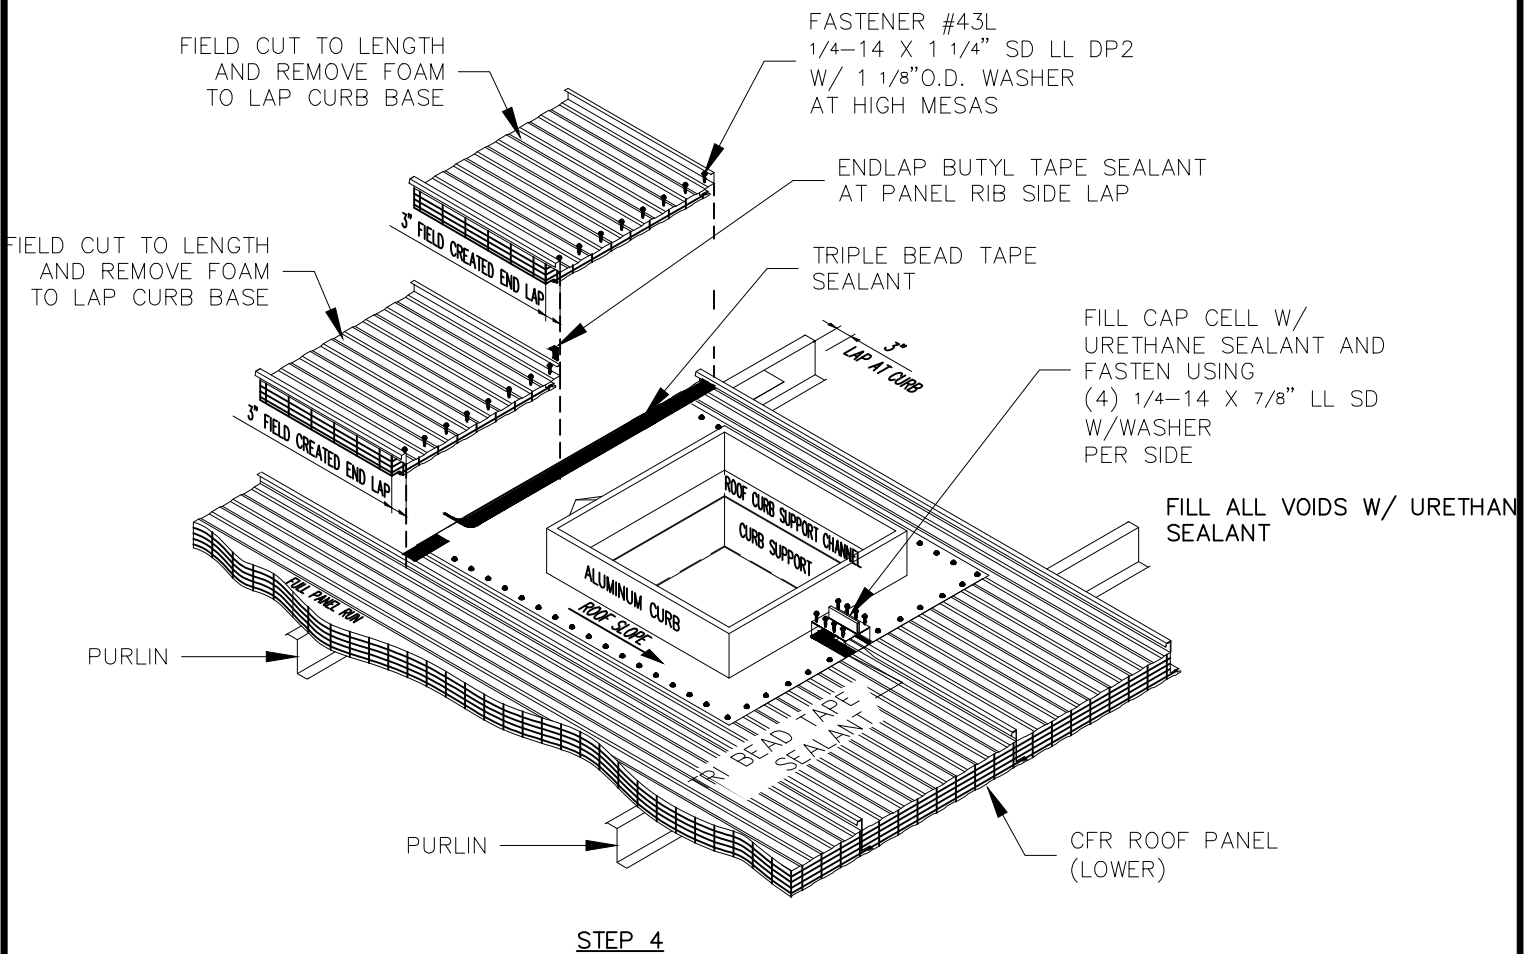 FIELD CUT TO LENGTH
AND REMOVE FOAM
TO LAP CURB BASE
FASTENER #43L
1/4-14 X 1 1/4" SD LL DP2
W/ 1 1/8"O.D. WASHER
AT HIGH MESAS
ENDLAP BUTYL TAPE SEALANT
AT PANEL RIB SIDE LAP
3" FIELD CREATED END LAP
FIELD CUT TO LENGTH
AND REMOVE FOAM
TO LAP CURB BASE
TRIPLE BEAD TAPE
SEALANT
3"
LAP AT CURB
FILL CAP CELL W/
URETHANE SEALANT AND
FASTEN USING
(4) 1/4-14 X 7/8" LL SD
W/WASHER
PER SIDE
3" FIELD CREATED END LAP
FILL ALL VOIDS W/ URETHAN
SEALANT
ROOF CURB SUPPORT CHANNEL
CURB SUPPORT
ALUMINUM CURB
ROOF SLOPE
FULL PANEL RUN
PURLIN
TRI BEAD TAPE
SEALANT
PURLIN
CFR ROOF PANEL
(LOWER)
STEP 4